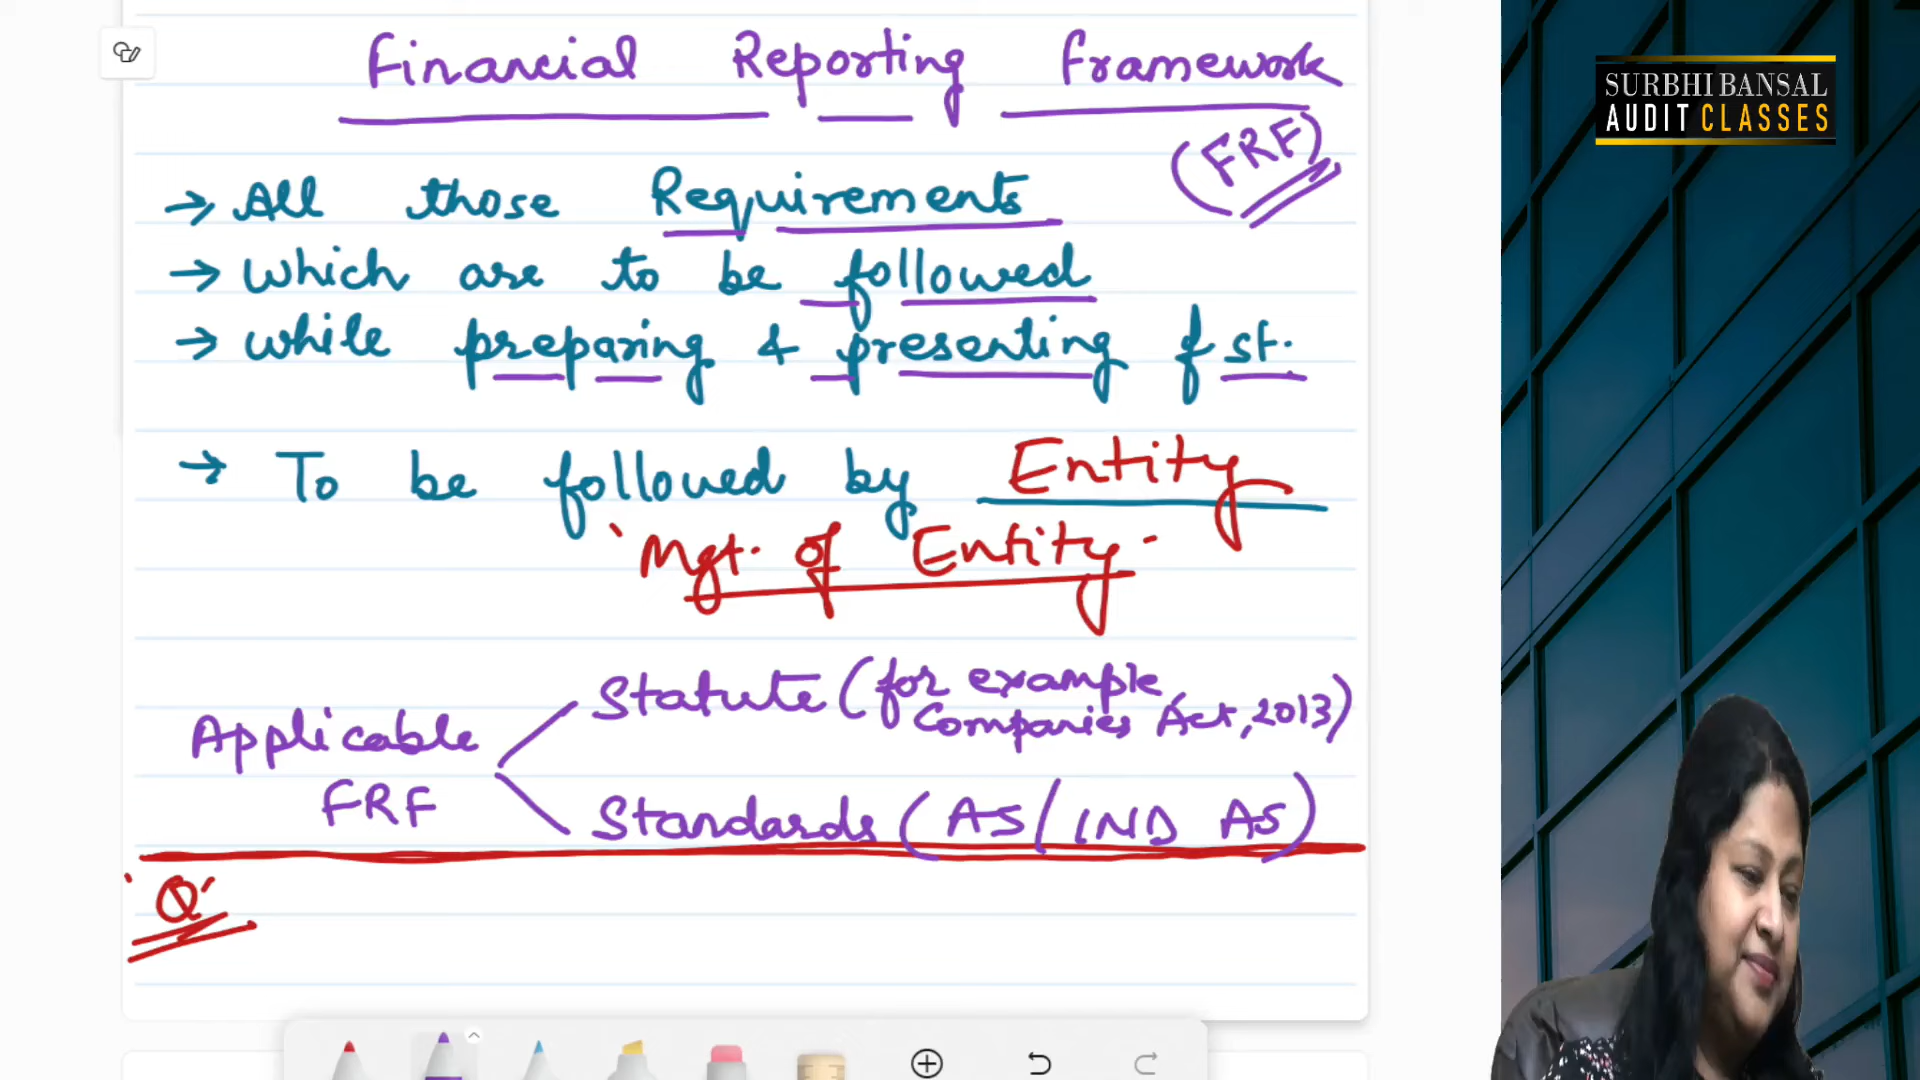 Financial Reporting Framework
(FRF)
→ All those Requirements
→ which are to be followed
→ while preparing & presenting f st.
→ To be followed by Entity
'Mgt. of Entity'
Applicable FRF
Statute (for example Companies Act, 2013)
Standards (AS/IND AS)
'Q'
SURBHI BANSAL
AUDIT CLASSES